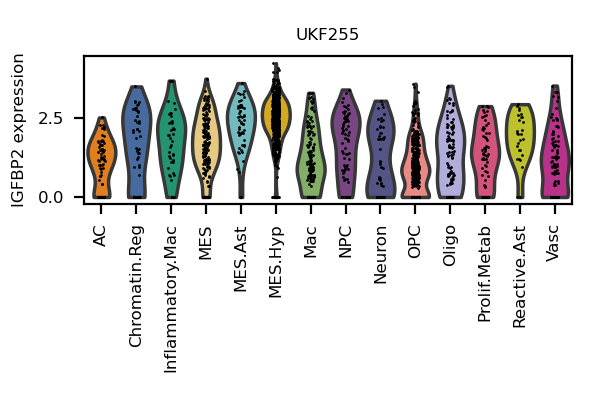 UKF255
IGFBP2 expression
2.5
0.0
AC
Chromatin.Reg
Inflammatory.Mac
MES
MES.Ast
MES.Hyp
Mac
NPC
Neuron
OPC
Oligo
Prolif.Metab
Reactive.Ast
Vasc